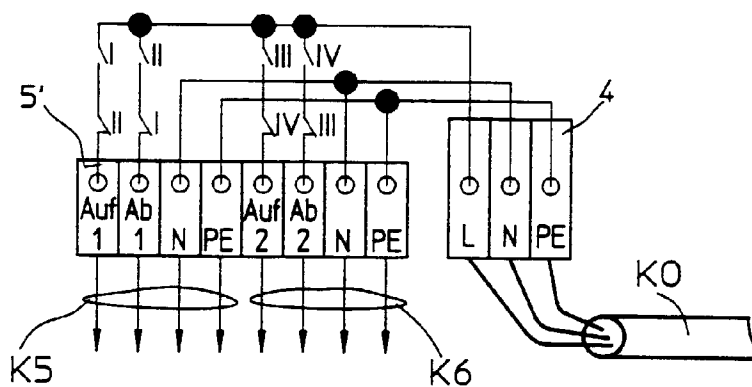 I II III IV
5' II I IV III 4
Auf 1 Ab 1 N PE Auf 2 Ab 2 N PE L N PE
K5 K6 K0